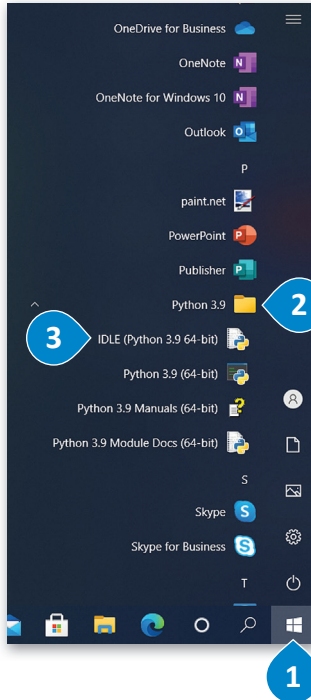 OneDrive for Business
OneNote
OneNote for Windows 10
Outlook
P
paint.net
PowerPoint
Publisher
Python 3.9
2
3
IDLE (Python 3.9 64-bit)
Python 3.9 (64-bit)
Python 3.9 Manuals (64-bit)
Python 3.9 Module Docs (64-bit)
S
Skype
Skype for Business
T
1